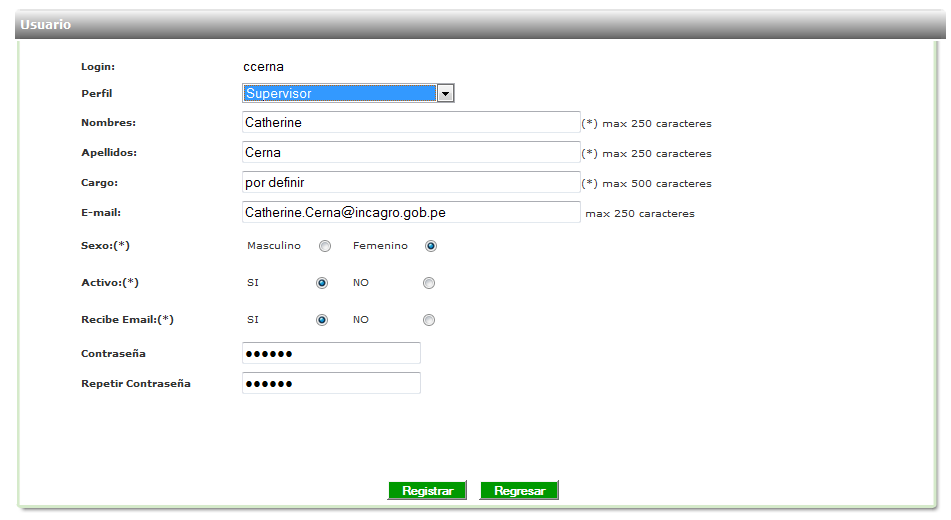 Usuario
Login: ccerna
Perfil Supervisor
Nombres: Catherine (*) max 250 caracteres
Apellidos: Cerna (*) max 250 caracteres
Cargo: por definir (*) max 500 caracteres
E-mail: Catherine.Cerna@incagro.gob.pe max 250 caracteres
Sexo:(*) Masculino Femenino
Activo:(*) SI NO
Recibe Email:(*) SI NO
Contraseña ●●●●●●
Repetir Contraseña ●●●●●●
Registrar Regresar